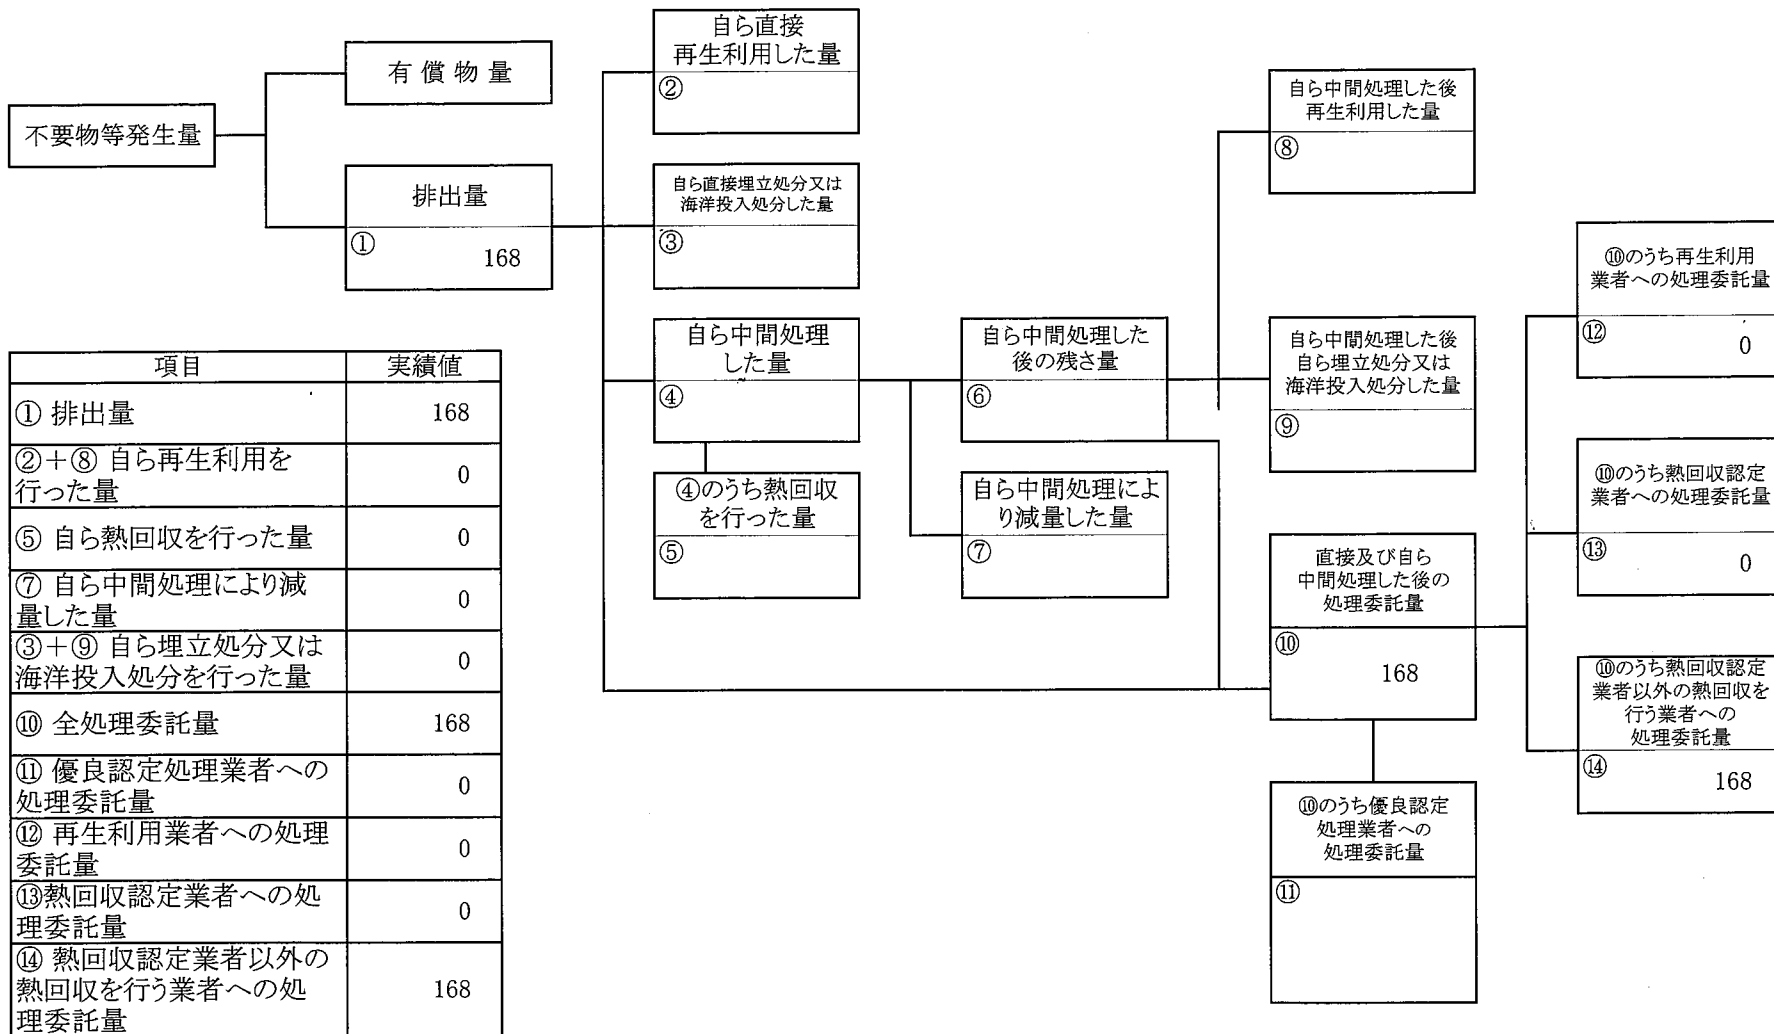 不要物等発生量
有償物量
排出量
①
168
自ら直接
再生利用した量
②
自ら直接埋立処分又は
海洋投入処分した量
③
自ら中間処理
した量
④
④のうち熱回収
を行った量
⑤
自ら中間処理した
後の残さ量
⑥
自ら中間処理によ
り減量した量
⑦
自ら中間処理した後
再生利用した量
⑧
自ら中間処理した後
自ら埋立処分又は
海洋投入処分した量
⑨
直接及び自ら
中間処理した後の
処理委託量
⑩
168
⑩のうち優良認定
処理業者への
処理委託量
⑪
⑩のうち再生利用
業者への処理委託量
⑫
0
⑩のうち熱回収認定
業者への処理委託量
⑬
0
⑩のうち熱回収認定
業者以外の熱回収を
行う業者への
処理委託量
⑭
168
項目 実績値
① 排出量 168
②+⑧ 自ら再生利用を
行った量 0
⑤ 自ら熱回収を行った量 0
⑦ 自ら中間処理により減
量した量 0
③+⑨ 自ら埋立処分又は
海洋投入処分を行った量 0
⑩ 全処理委託量 168
⑪ 優良認定処理業者への
処理委託量 0
⑫ 再生利用業者への処理
委託量 0
⑬熱回収認定業者への処
理委託量 0
⑭ 熱回収認定業者以外の
熱回収を行う業者への処
理委託量 168